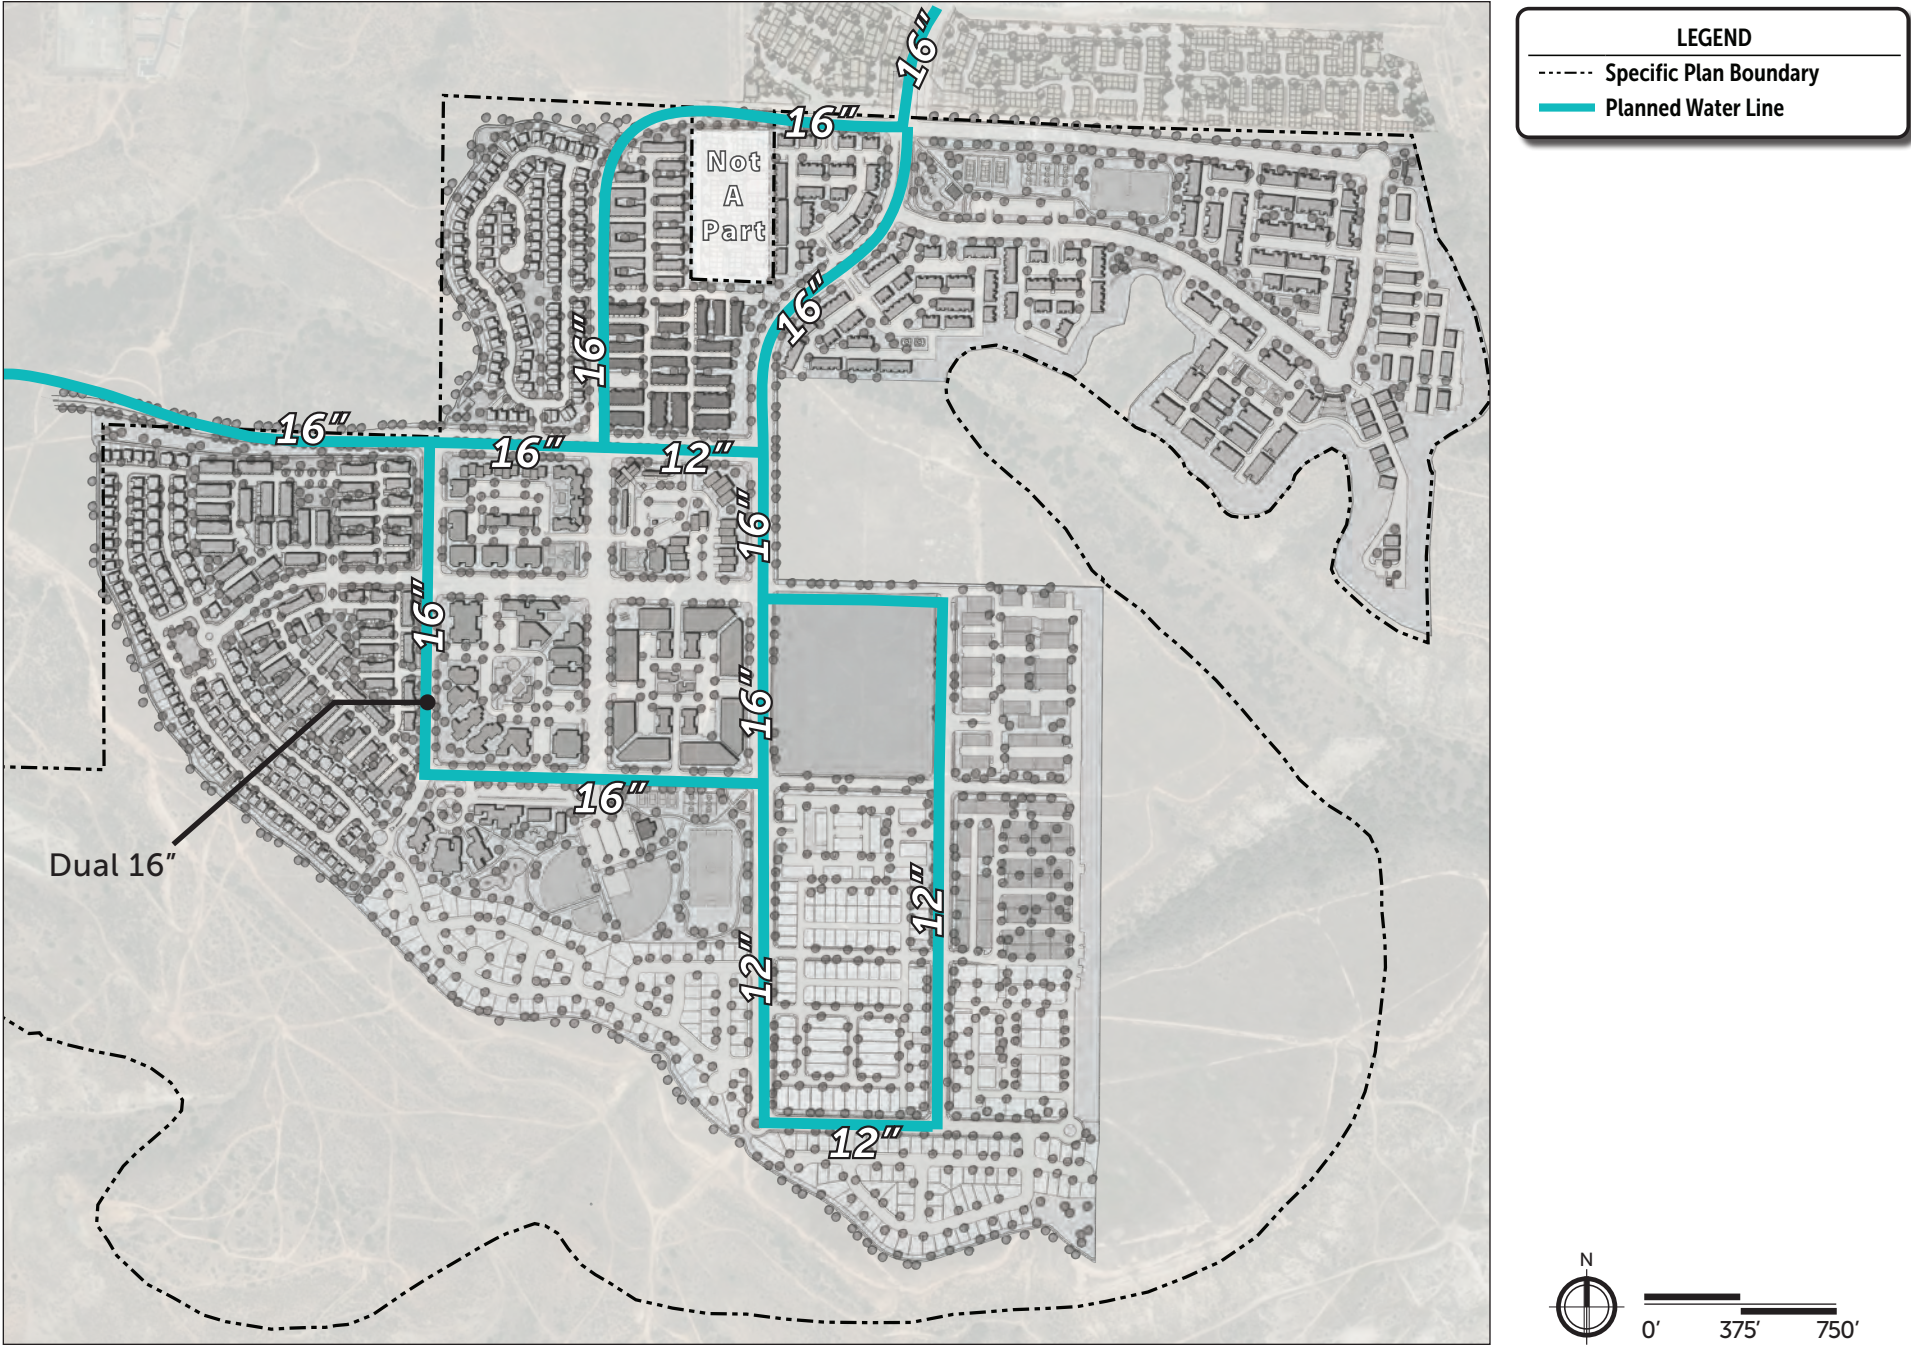 LEGEND
Specific Plan Boundary
Planned Water Line
16″
16″
Not
A
Part
16″
16″
16″
16″
12″
16″
16″
16″
16″
Dual 16″
12″
12″
12″
N
0′ 375′ 750′